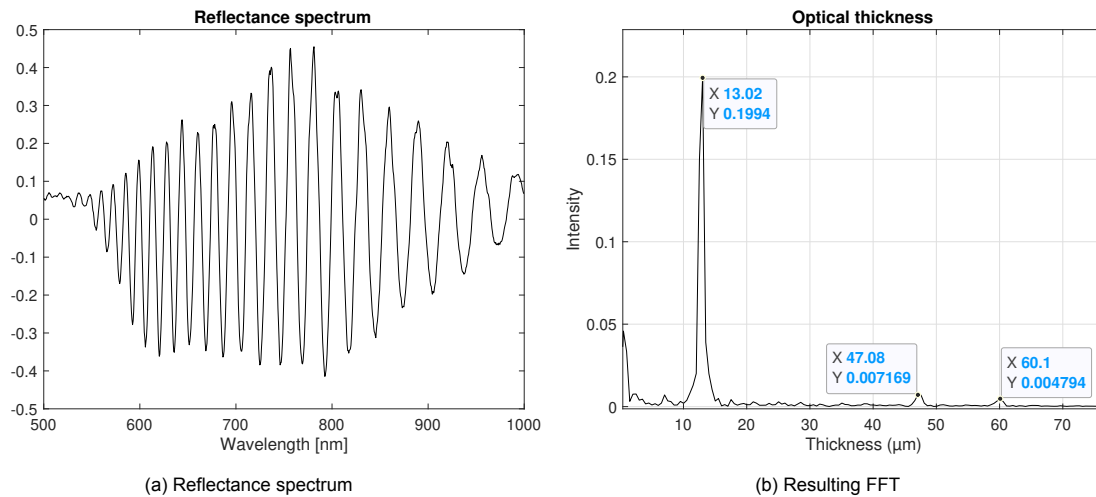 Reflectance spectrum
0.5
0.4
0.3
0.2
0.1
0
-0.1
-0.2
-0.3
-0.4
-0.5
500
600
700
800
900
1000
Wavelength [nm]
(a) Reflectance spectrum
Optical thickness
Intensity
0.2
0.15
0.1
0.05
0
X 13.02
Y 0.1994
X 47.08
Y 0.007169
X 60.1
Y 0.004794
10
20
30
40
50
60
70
Thickness (μm)
(b) Resulting FFT